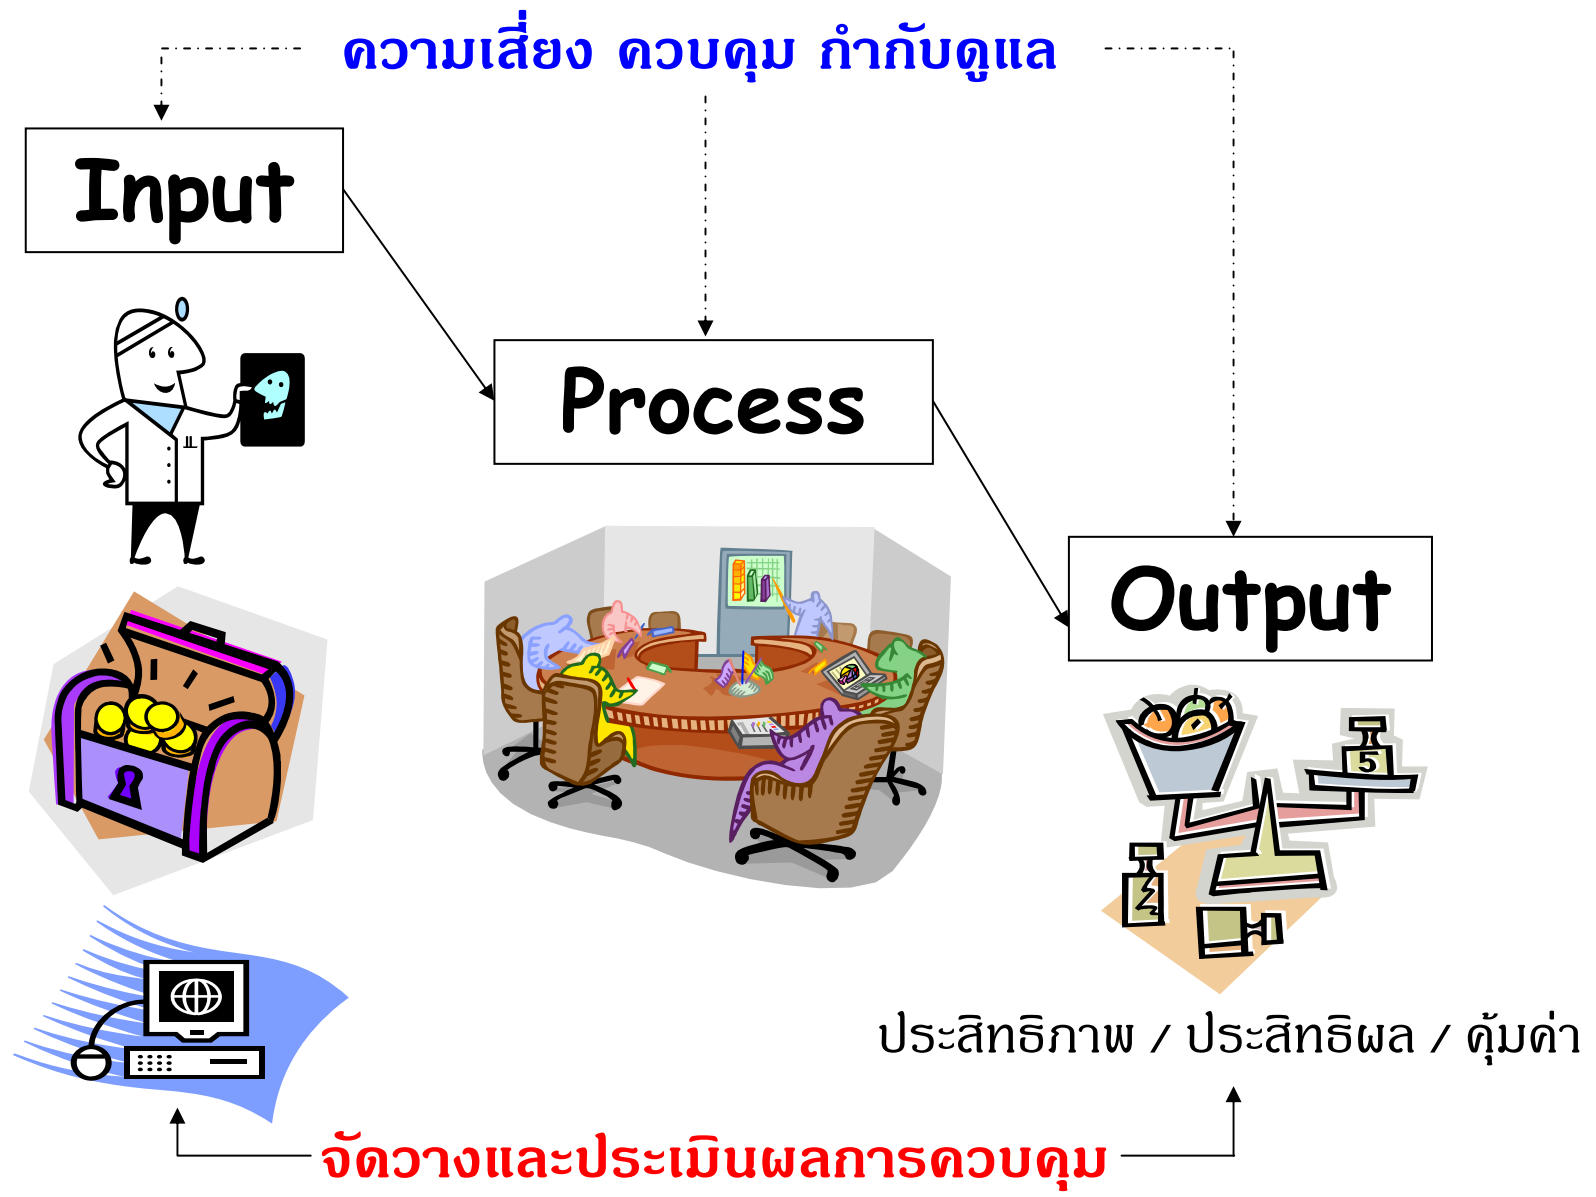 ความเสี่ยง ควบคุม กำกับดูแล
Input
Process
Output
5
ประสิทธิภาพ / ประสิทธิผล / คุ้มค่า
จัดวางและประเมินผลการควบคุม